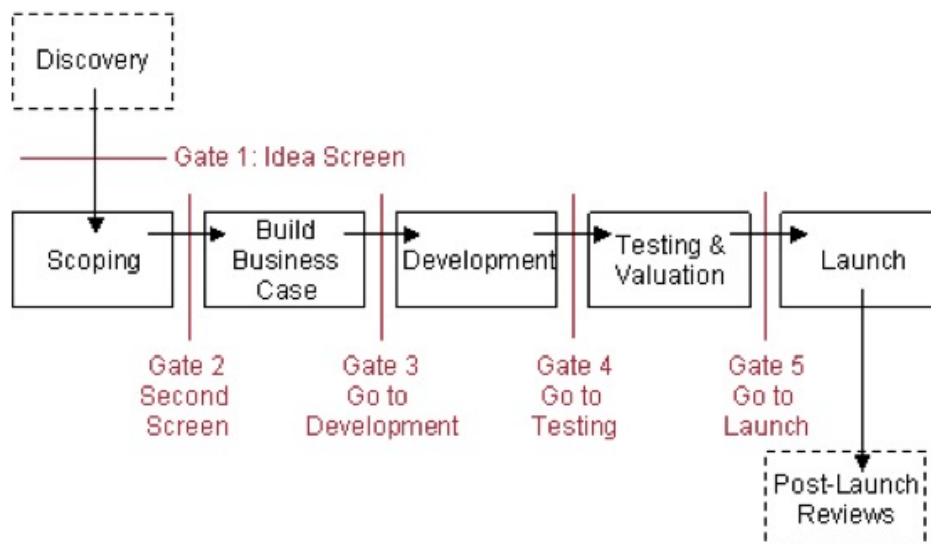 Discovery
Gate 1: Idea Screen
Scoping
Build
Business
Case
Development
Testing &
Valuation
Launch
Gate 2
Second
Screen
Gate 3
Go to
Development
Gate 4
Go to
Testing
Gate 5
Go to
Launch
Post-Launch
Reviews